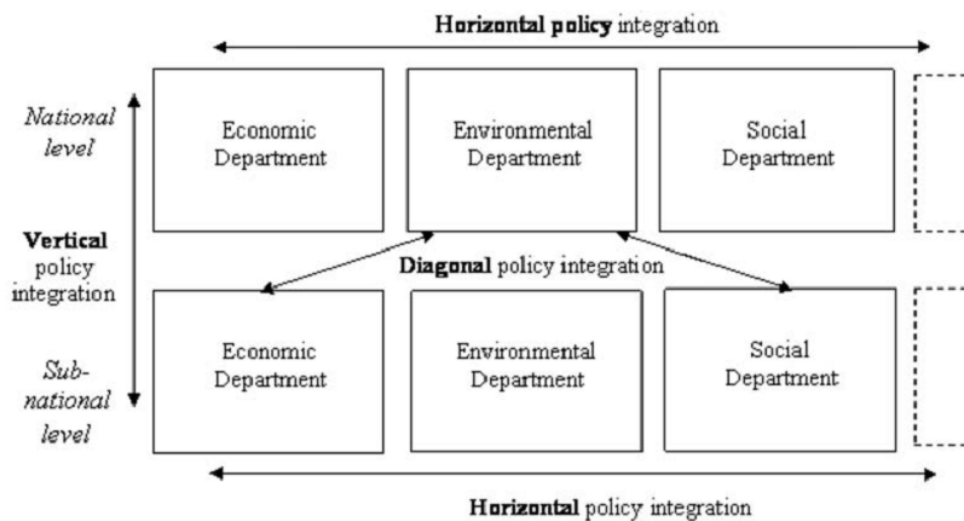 Horizontal policy integration
National
level
Economic
Department
Environmental
Department
Social
Department
Vertical
policy
integration
Diagonal policy integration
Sub-
national
level
Economic
Department
Environmental
Department
Social
Department
Horizontal policy integration